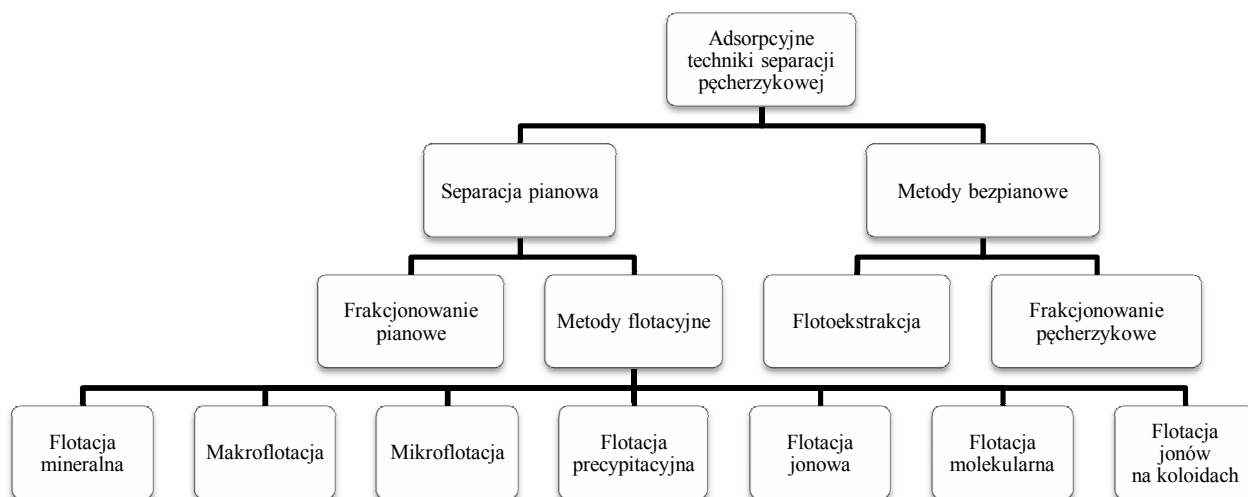 Adsorpcyjne
techniki separacji
pęcherzykowej
Separacja pianowa
Metody bezpianowe
Frakcjonowanie
pianowe
Metody flotacyjne
Flotoekstrakcja
Frakcjonowanie
pęcherzykowe
Flotacja
mineralna
Makroflotacja
Mikroflotacja
Flotacja
precypitacyjna
Flotacja
jonowa
Flotacja
molekularna
Flotacja
jonów
na koloidach